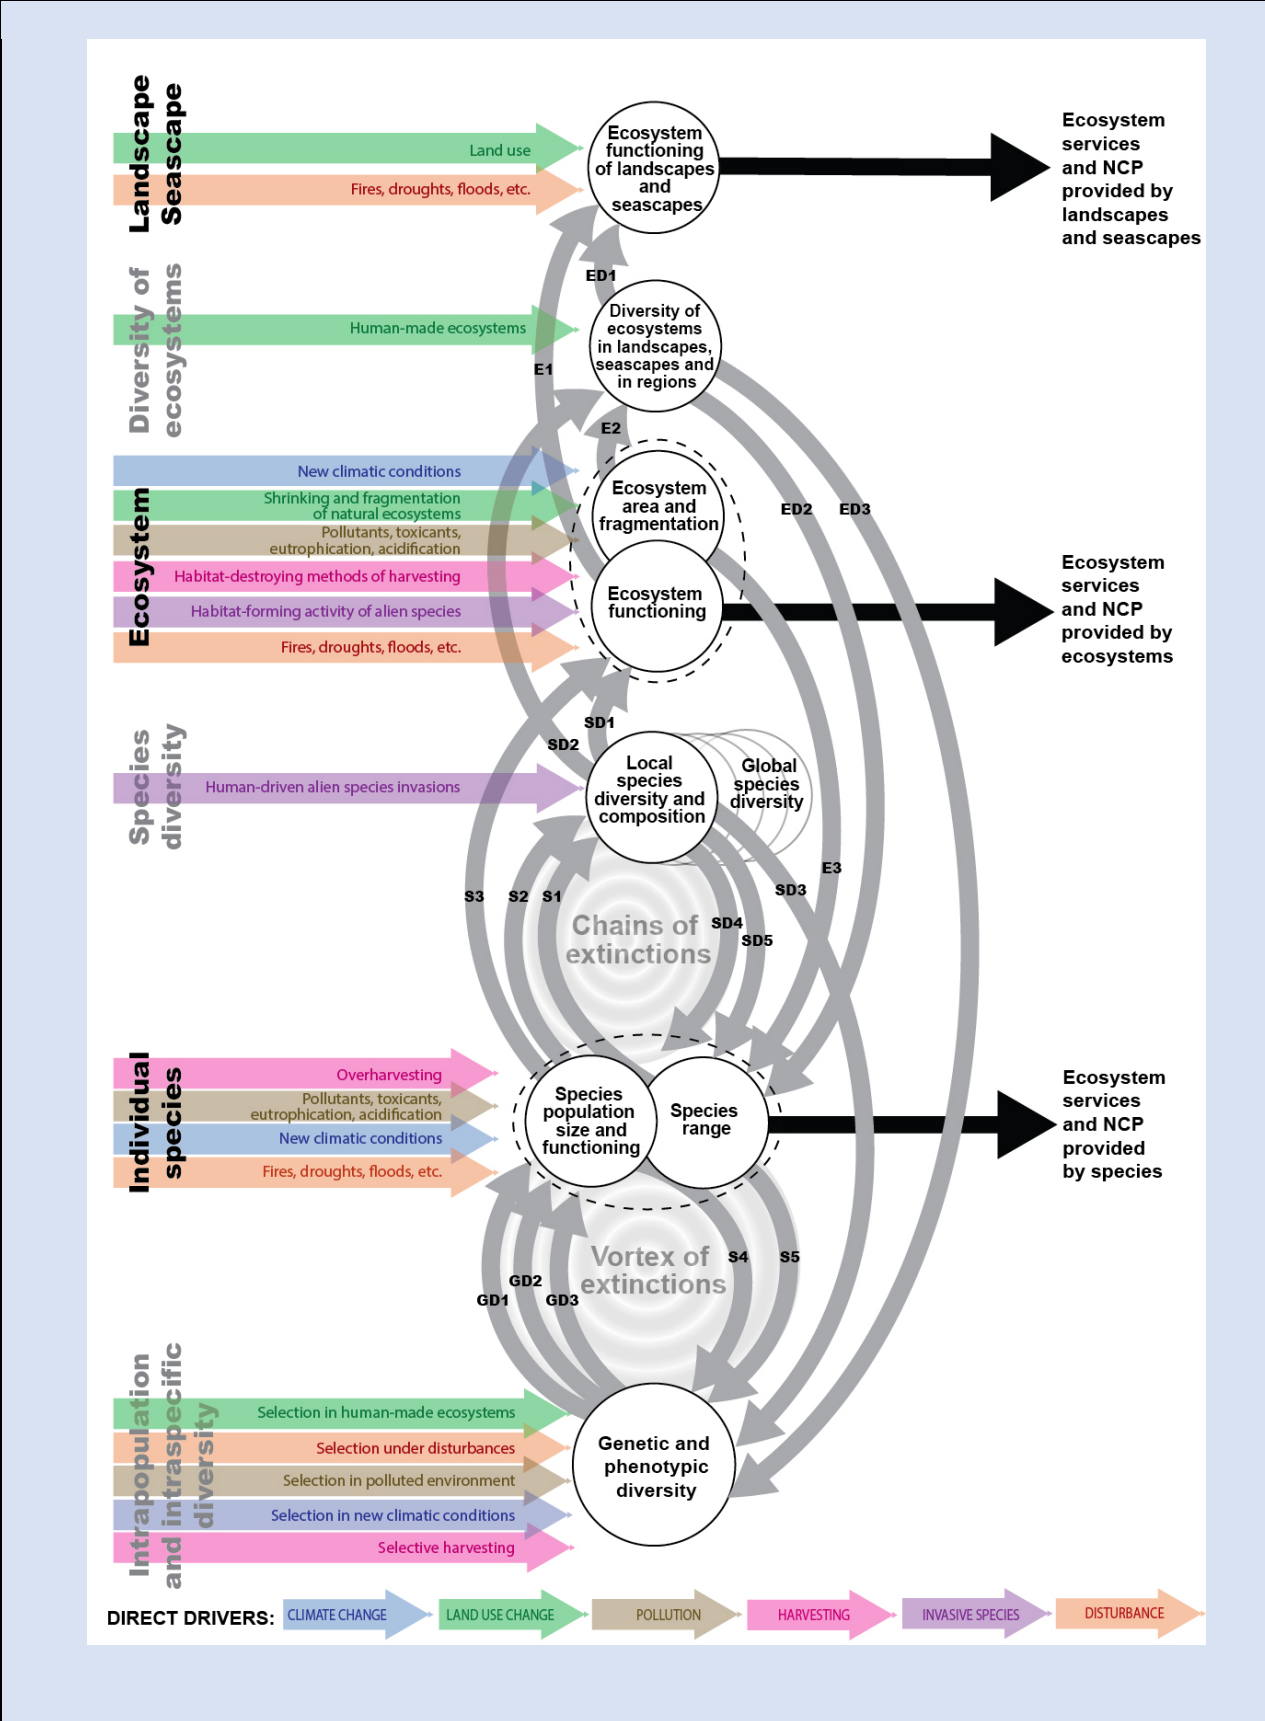 Landscape
Seascape
Land use
Fires, droughts, floods, etc.
Ecosystem
functioning
of landscapes
and
seascapes
Ecosystem
services
and NCP
provided by
landscapes
and seascapes
ED1
Diversity of
ecosystems
Human-made ecosystems
Diversity of
ecosystems
in landscapes,
seascapes and
in regions
E1
E2
Ecosystem
New climatic conditions
Shrinking and fragmentation
of natural ecosystems
Pollutants, toxicants,
eutrophication, acidification
Habitat-destroying methods of harvesting
Habitat-forming activity of alien species
Fires, droughts, floods, etc.
Ecosystem
area and
fragmentation
Ecosystem
functioning
ED2
ED3
Ecosystem
services
and NCP
provided by
ecosystems
SD1
SD2
Species
diversity
Human-driven alien species invasions
Local
species
diversity and
composition
Global
species
diversity
S3
S2
S1
Chains of
extinctions
SD4
SD5
SD3
E3
Individual
species
Overharvesting
Pollutants, toxicants,
eutrophication, acidification
New climatic conditions
Fires, droughts, floods, etc.
Species
population
size and
functioning
Species
range
Ecosystem
services
and NCP
provided
by species
GD1
GD2
GD3
Vortex of
extinctions
S4
S5
Intrapopulation
and intraspecific
diversity
Selection in human-made ecosystems
Selection under disturbances
Selection in polluted environment
Selection in new climatic conditions
Selective harvesting
Genetic and
phenotypic
diversity
DIRECT DRIVERS:
CLIMATE CHANGE
LAND USE CHANGE
POLLUTION
HARVESTING
INVASIVE SPECIES
DISTURBANCE